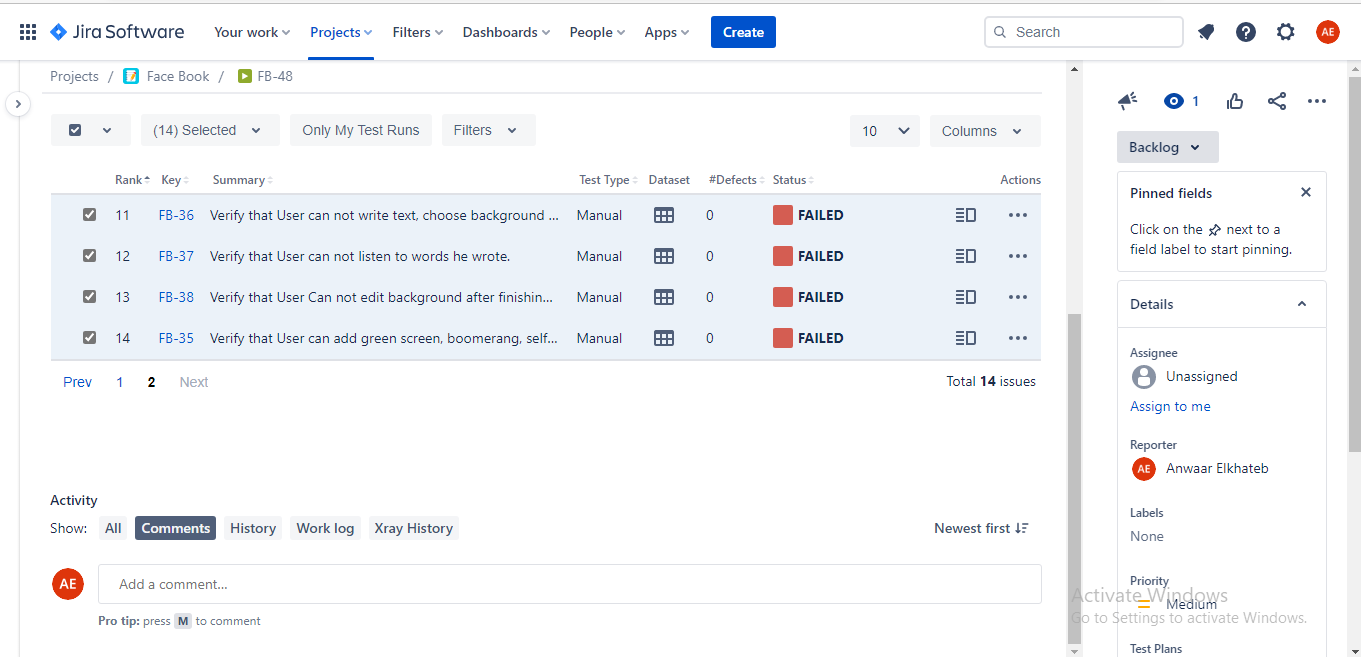 Jira Software Your work Projects Filters Dashboards People Apps Create Search AE
Projects / Face Book / FB-48
1
(14) Selected Only My Test Runs Filters 10 Columns
Backlog
Rank Key Summary Test Type Dataset #Defects Status Actions
11 FB-36 Verify that User can not write text, choose background ... Manual 0 FAILED
12 FB-37 Verify that User can not listen to words he wrote. Manual 0 FAILED
13 FB-38 Verify that User Can not edit background after finishin... Manual 0 FAILED
14 FB-35 Verify that User can add green screen, boomerang, self... Manual 0 FAILED
Prev 1 2 Next Total 14 issues
Activity
Show: All Comments History Work log Xray History Newest first
AE Add a comment...
Pro tip: press M to comment
Pinned fields
Click on the next to a
field label to start pinning.
Details
Assignee
Unassigned
Assign to me
Reporter
AE Anwaar Elkhateb
Labels
None
Priority
Medium
Test Plans
Activate Windows
Go to Settings to activate Windows.